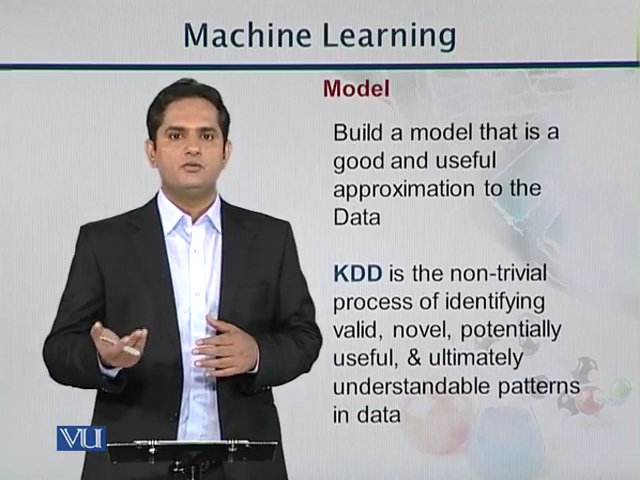 Machine Learning
Model
Build a model that is a
good and useful
approximation to the
Data
KDD is the non-trivial
process of identifying
valid, novel, potentially
useful, & ultimately
understandable patterns
in data
VU